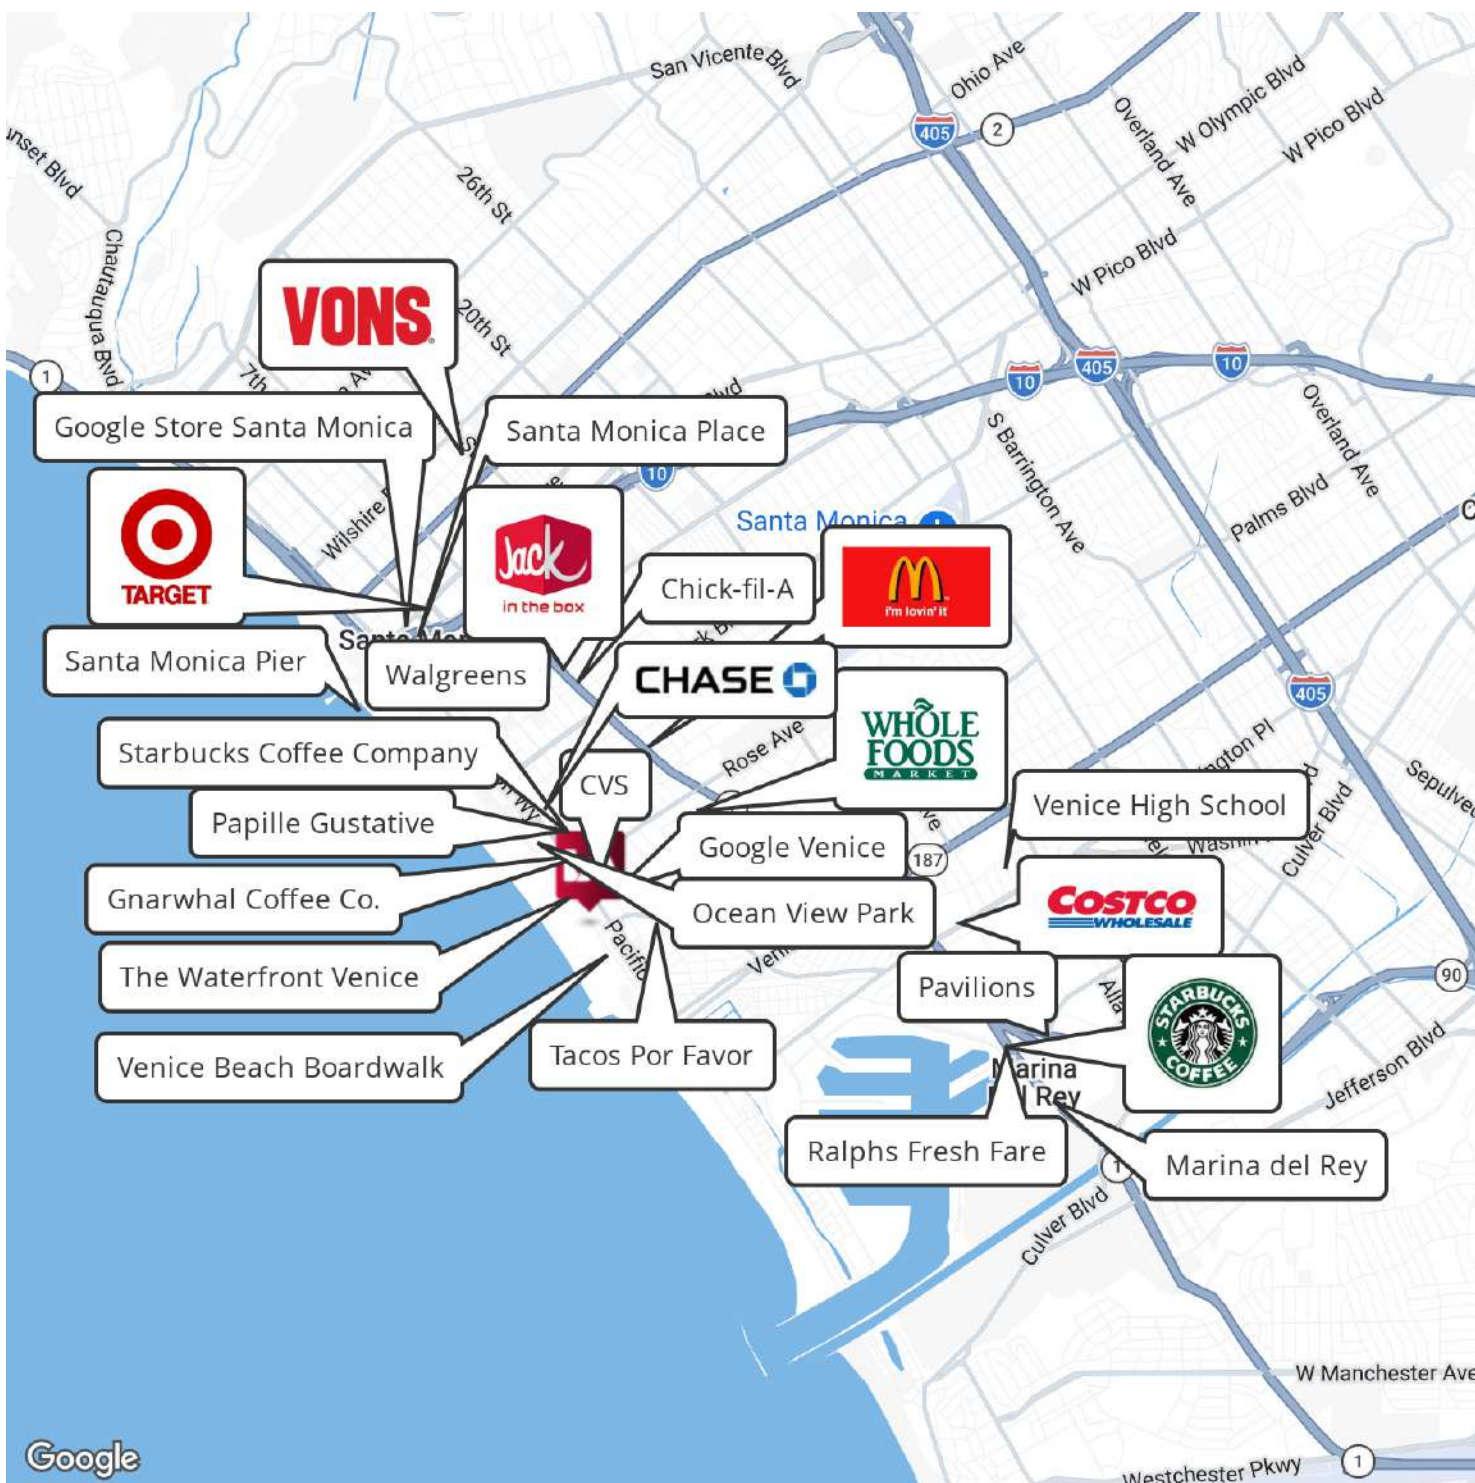 San Vicente Blvd
Ohio Ave
405
2
Overland Ave
W Olympic Blvd
W Pico Blvd
26th St
Chautauqua Blvd
W Pico Blvd
VONS
20th St
1
7th
405
10
10
Overland Ave
Google Store Santa Monica
Santa Monica Place
S Barrington Ave
10
Palms Blvd
Wilshire
Santa Monica
TARGET
Jack
in the box
Chick-fil-A
M
i'm lovin' it
Santa Monica Pier
Walgreens
CHASE
405
WHOLE
FOODS
MARKET
Rose Ave
Starbucks Coffee Company
CVS
Venice High School
Culver Blvd
Papille Gustative
Google Venice
187
Gnarwhal Coffee Co.
Ocean View Park
COSTCO
WHOLESALE
The Waterfront Venice
Pacific
Pavilions
90
STARBUCKS
COFFEE
Venice Beach Boardwalk
Tacos Por Favor
Marina
Rey
Jefferson Blvd
Ralphs Fresh Fare
1
Marina del Rey
Culver Blvd
W Manchester Ave
Google
Westchester Pkwy
1